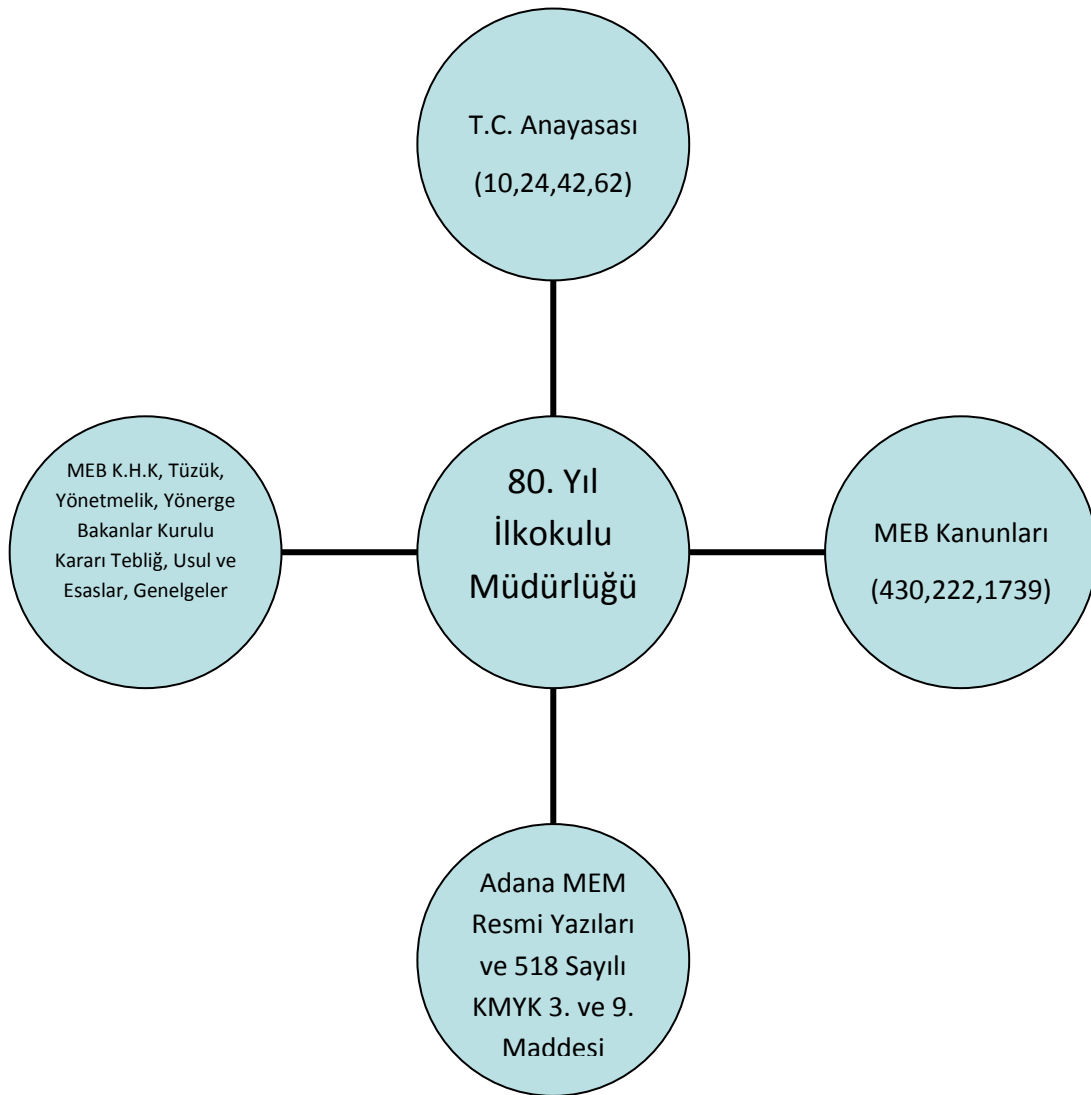 T.C. Anayasası
(10,24,42,62)
MEB K.H.K, Tüzük,
Yönetmelik, Yönerge
Bakanlar Kurulu
Kararı Tebliğ, Usul ve
Esaslar, Genelgeler
80. Yıl
İlkokulu
Müdürlüğü
MEB Kanunları
(430,222,1739)
Adana MEM
Resmi Yazıları
ve 518 Sayılı
KMYK 3. ve 9.
Maddesi